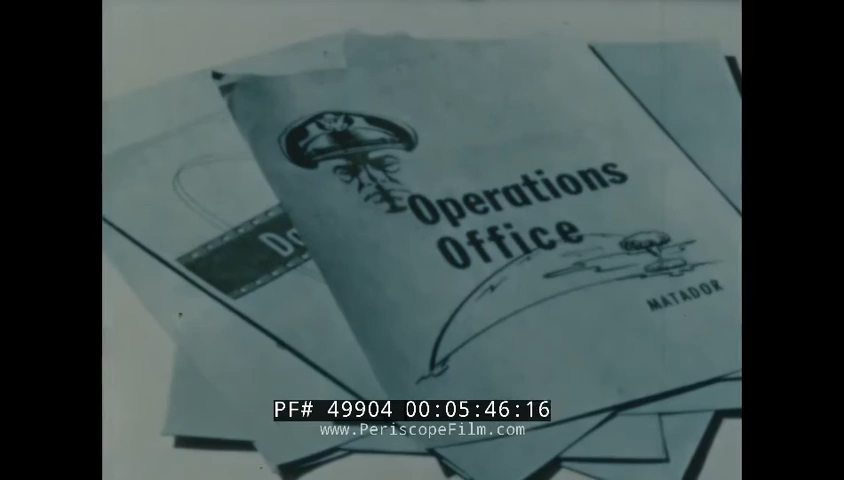 Operations
Office
MATADOR
PF# 49904 00:05:46:16
www.PeriscopeFilm.com